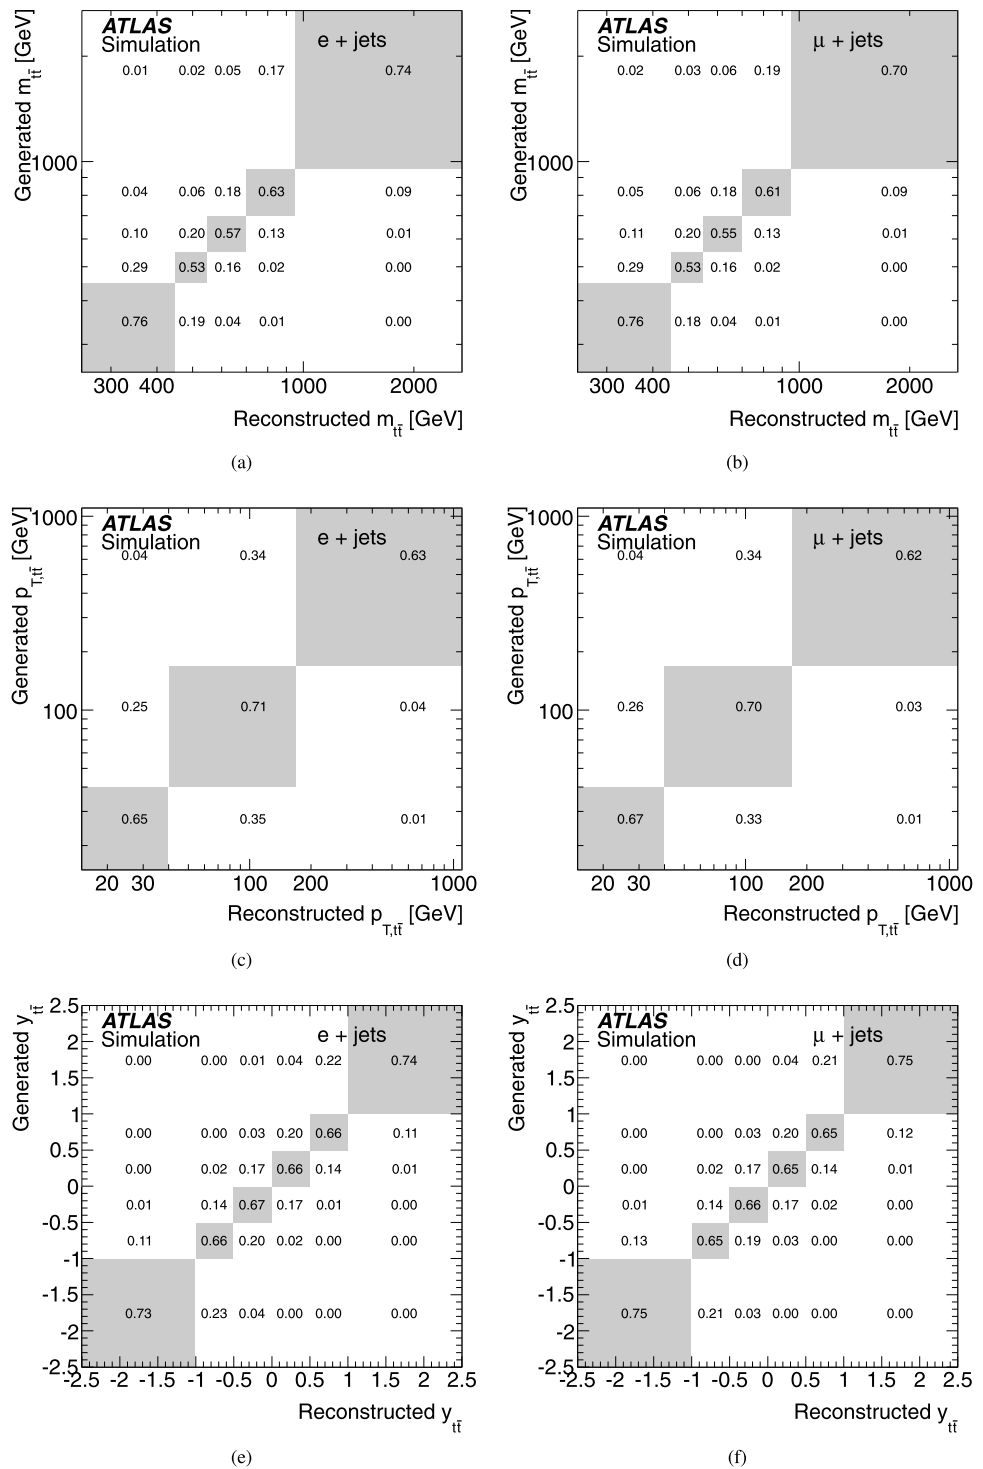 ATLAS
Simulation
e + jets
0.01 0.02 0.05 0.17 0.74
0.04 0.06 0.18 0.63 0.09
0.10 0.20 0.57 0.13 0.01
0.29 0.53 0.16 0.02 0.00
0.76 0.19 0.04 0.01 0.00
1000
Generated m_tt̄ [GeV]
300 400 1000 2000
Reconstructed m_tt̄ [GeV]
(a)
ATLAS
Simulation
μ + jets
0.02 0.03 0.06 0.19 0.70
0.05 0.06 0.18 0.61 0.09
0.11 0.20 0.55 0.13 0.01
0.29 0.53 0.16 0.02 0.00
0.76 0.18 0.04 0.01 0.00
1000
Generated m_tt̄ [GeV]
300 400 1000 2000
Reconstructed m_tt̄ [GeV]
(b)
ATLAS
Simulation
e + jets
0.04 0.34 0.63
0.25 0.71 0.04
0.65 0.35 0.01
1000
100
Generated p_T,tt̄ [GeV]
20 30 100 200 1000
Reconstructed p_T,tt̄ [GeV]
(c)
ATLAS
Simulation
μ + jets
0.04 0.34 0.62
0.26 0.70 0.03
0.67 0.33 0.01
1000
100
Generated p_T,tt̄ [GeV]
20 30 100 200 1000
Reconstructed p_T,tt̄ [GeV]
(d)
ATLAS
Simulation
e + jets
0.00 0.00 0.01 0.04 0.22 0.74
0.00 0.00 0.03 0.20 0.66 0.11
0.00 0.02 0.17 0.66 0.14 0.01
0.01 0.14 0.67 0.17 0.01 0.00
0.11 0.66 0.20 0.02 0.00 0.00
0.73 0.23 0.04 0.00 0.00 0.00
2.5
2
1.5
1
0.5
0
-0.5
-1
-1.5
-2
-2.5
Generated y_tt̄
-2.5 -2 -1.5 -1 -0.5 0 0.5 1 1.5 2 2.5
Reconstructed y_tt̄
(e)
ATLAS
Simulation
μ + jets
0.00 0.00 0.00 0.04 0.21 0.75
0.00 0.00 0.03 0.20 0.65 0.12
0.00 0.02 0.17 0.65 0.14 0.01
0.01 0.14 0.66 0.17 0.02 0.00
0.13 0.65 0.19 0.03 0.00 0.00
0.75 0.21 0.03 0.00 0.00 0.00
2.5
2
1.5
1
0.5
0
-0.5
-1
-1.5
-2
-2.5
Generated y_tt̄
-2.5 -2 -1.5 -1 -0.5 0 0.5 1 1.5 2 2.5
Reconstructed y_tt̄
(f)